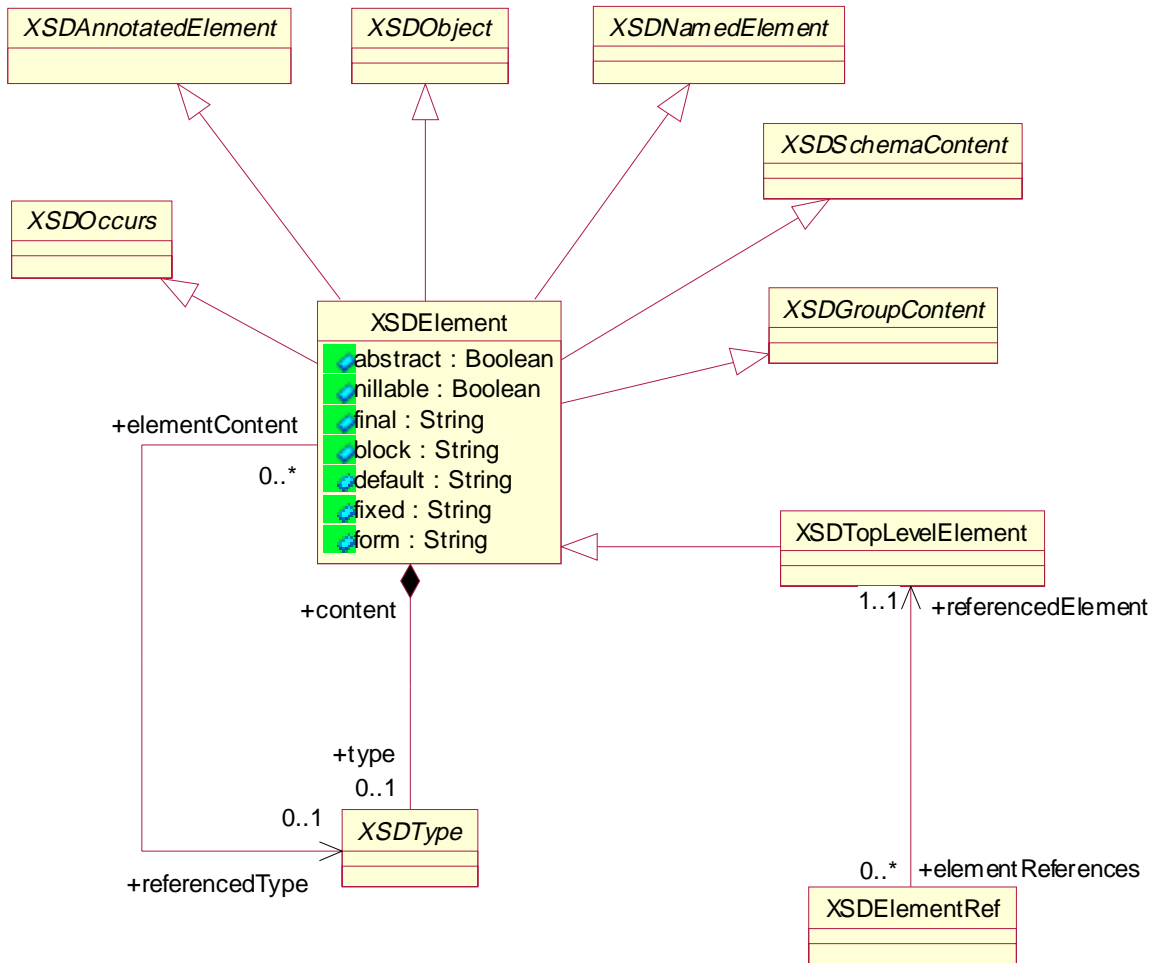 XSDAnnotatedElement
XSDObject
XSDNamedElement
XSDSchemaContent
XSDOccurs
XSDGroupContent
XSDElement
abstract : Boolean
nillable : Boolean
final : String
block : String
default : String
fixed : String
form : String
+elementContent
0..*
XSDTopLevelElement
1..1
+referencedElement
+content
+type
0..1
0..1
XSDType
+referencedType
0..*
+elementReferences
XSDElementRef